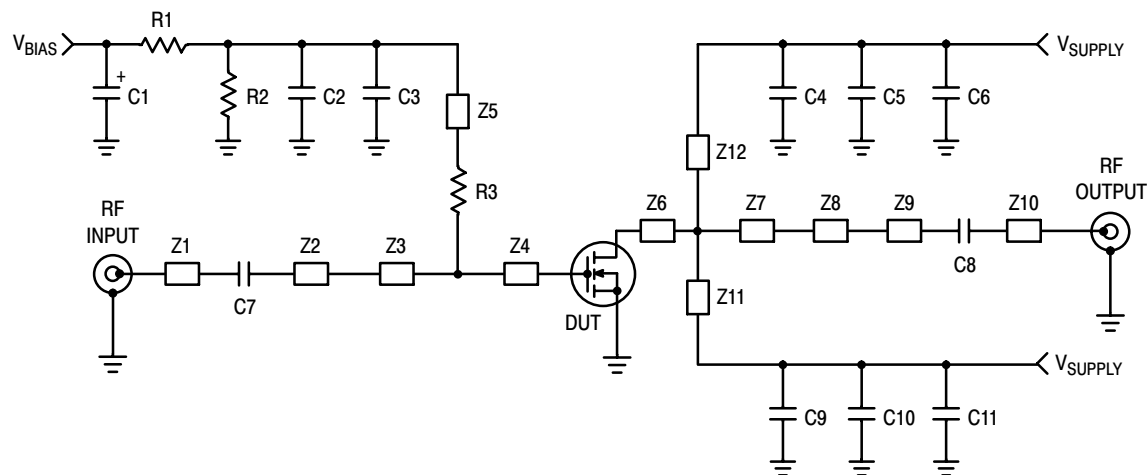 R1
V_BIAS
+
C1
R2
C2
C3
Z5
R3
RF
INPUT
Z1
C7
Z2
Z3
Z4
DUT
Z6
Z12
V_SUPPLY
C4
C5
C6
Z7
Z8
Z9
C8
Z10
RF
OUTPUT
Z11
V_SUPPLY
C9
C10
C11